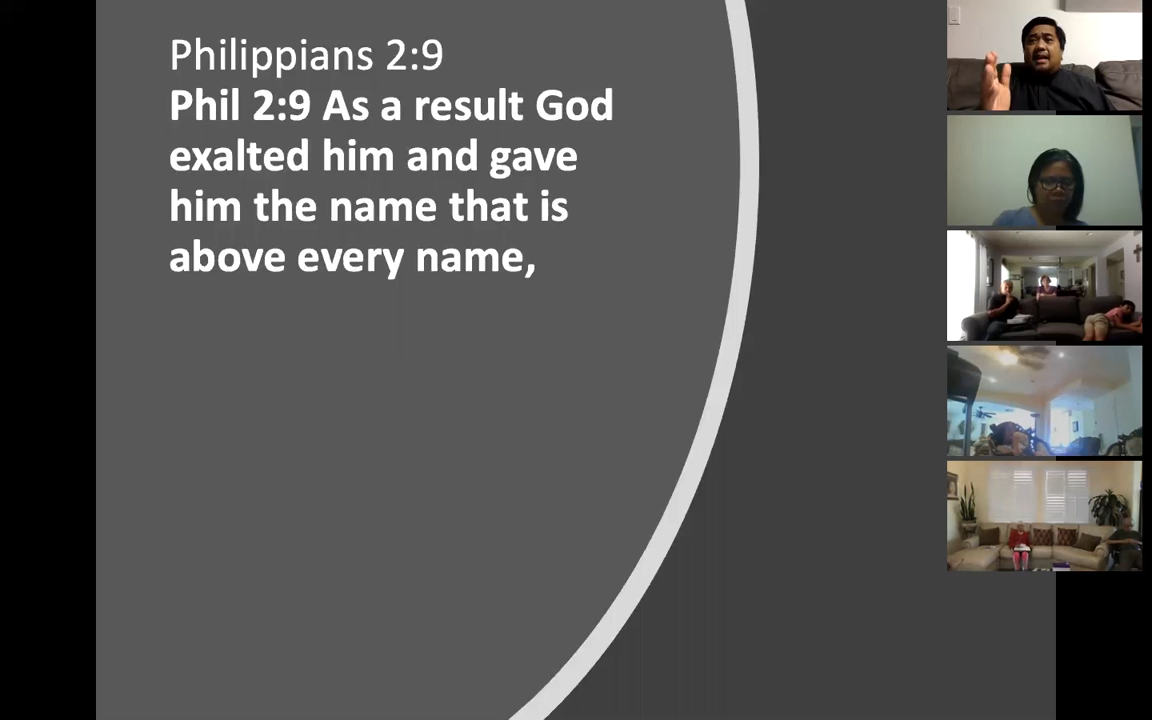 Philippians 2:9
Phil 2:9 As a result God
exalted him and gave
him the name that is
above every name,